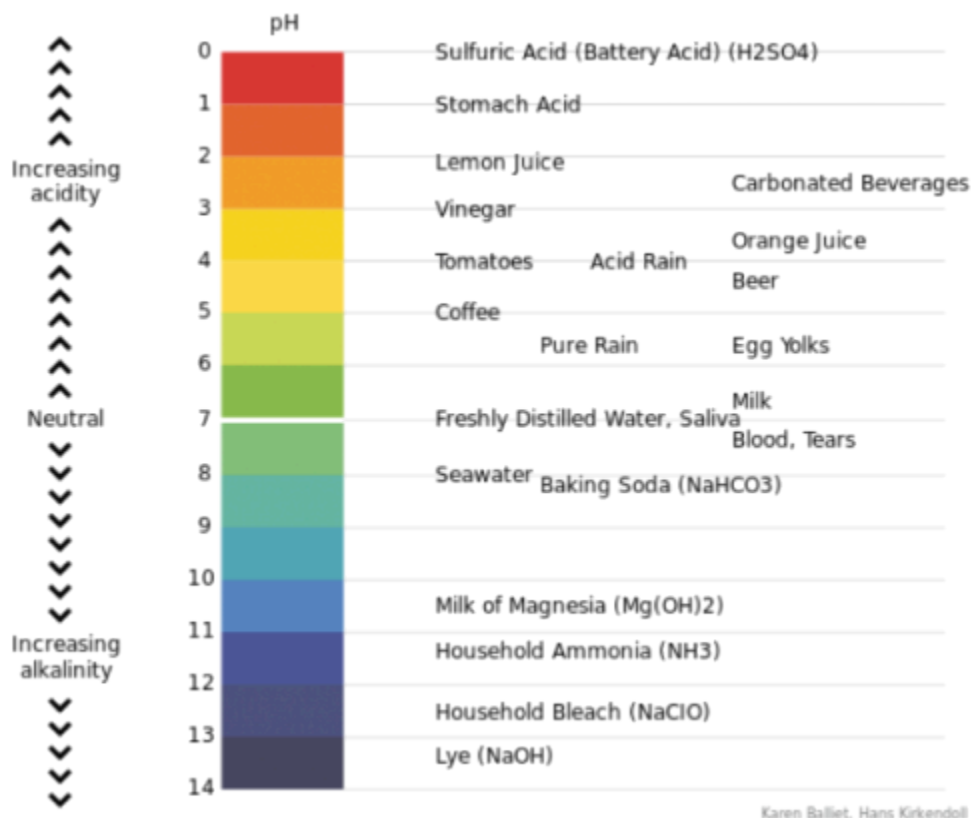 pH
0
Sulfuric Acid (Battery Acid) (H2SO4)
1
Stomach Acid
2
Lemon Juice
Increasing
acidity
Carbonated Beverages
3
Vinegar
Orange Juice
4
Tomatoes Acid Rain
Beer
5
Coffee
Pure Rain Egg Yolks
6
Milk
Neutral
7
Freshly Distilled Water, Saliva
Blood, Tears
8
Seawater
Baking Soda (NaHCO3)
9
10
Milk of Magnesia (Mg(OH)2)
11
Increasing
alkalinity
Household Ammonia (NH3)
12
Household Bleach (NaClO)
13
Lye (NaOH)
14
Karen Balliet, Hans Kirkendoll